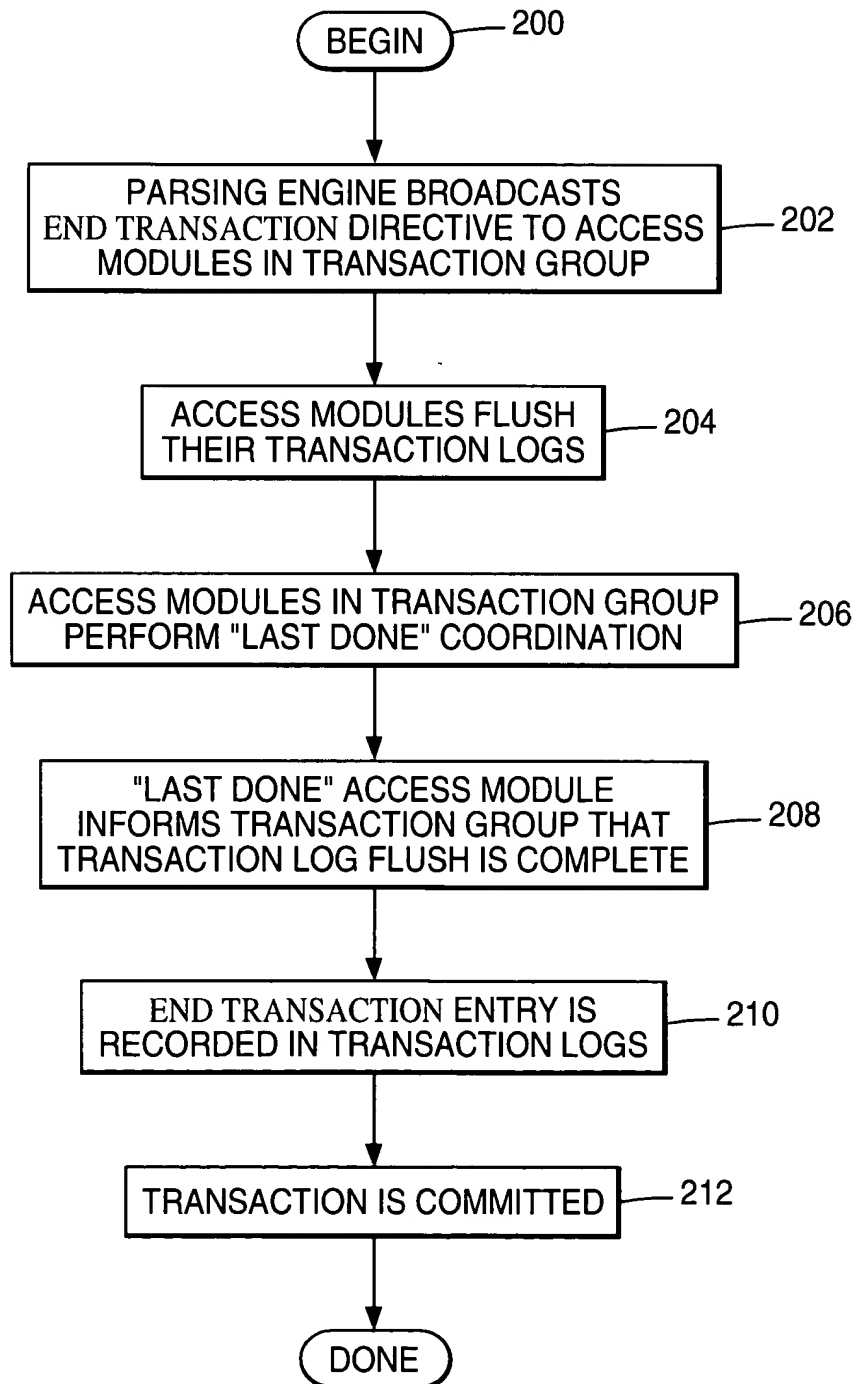 BEGIN
200
PARSING ENGINE BROADCASTS
END TRANSACTION DIRECTIVE TO ACCESS
MODULES IN TRANSACTION GROUP
202
ACCESS MODULES FLUSH
THEIR TRANSACTION LOGS
204
ACCESS MODULES IN TRANSACTION GROUP
PERFORM "LAST DONE" COORDINATION
206
"LAST DONE" ACCESS MODULE
INFORMS TRANSACTION GROUP THAT
TRANSACTION LOG FLUSH IS COMPLETE
208
END TRANSACTION ENTRY IS
RECORDED IN TRANSACTION LOGS
210
TRANSACTION IS COMMITTED
212
DONE